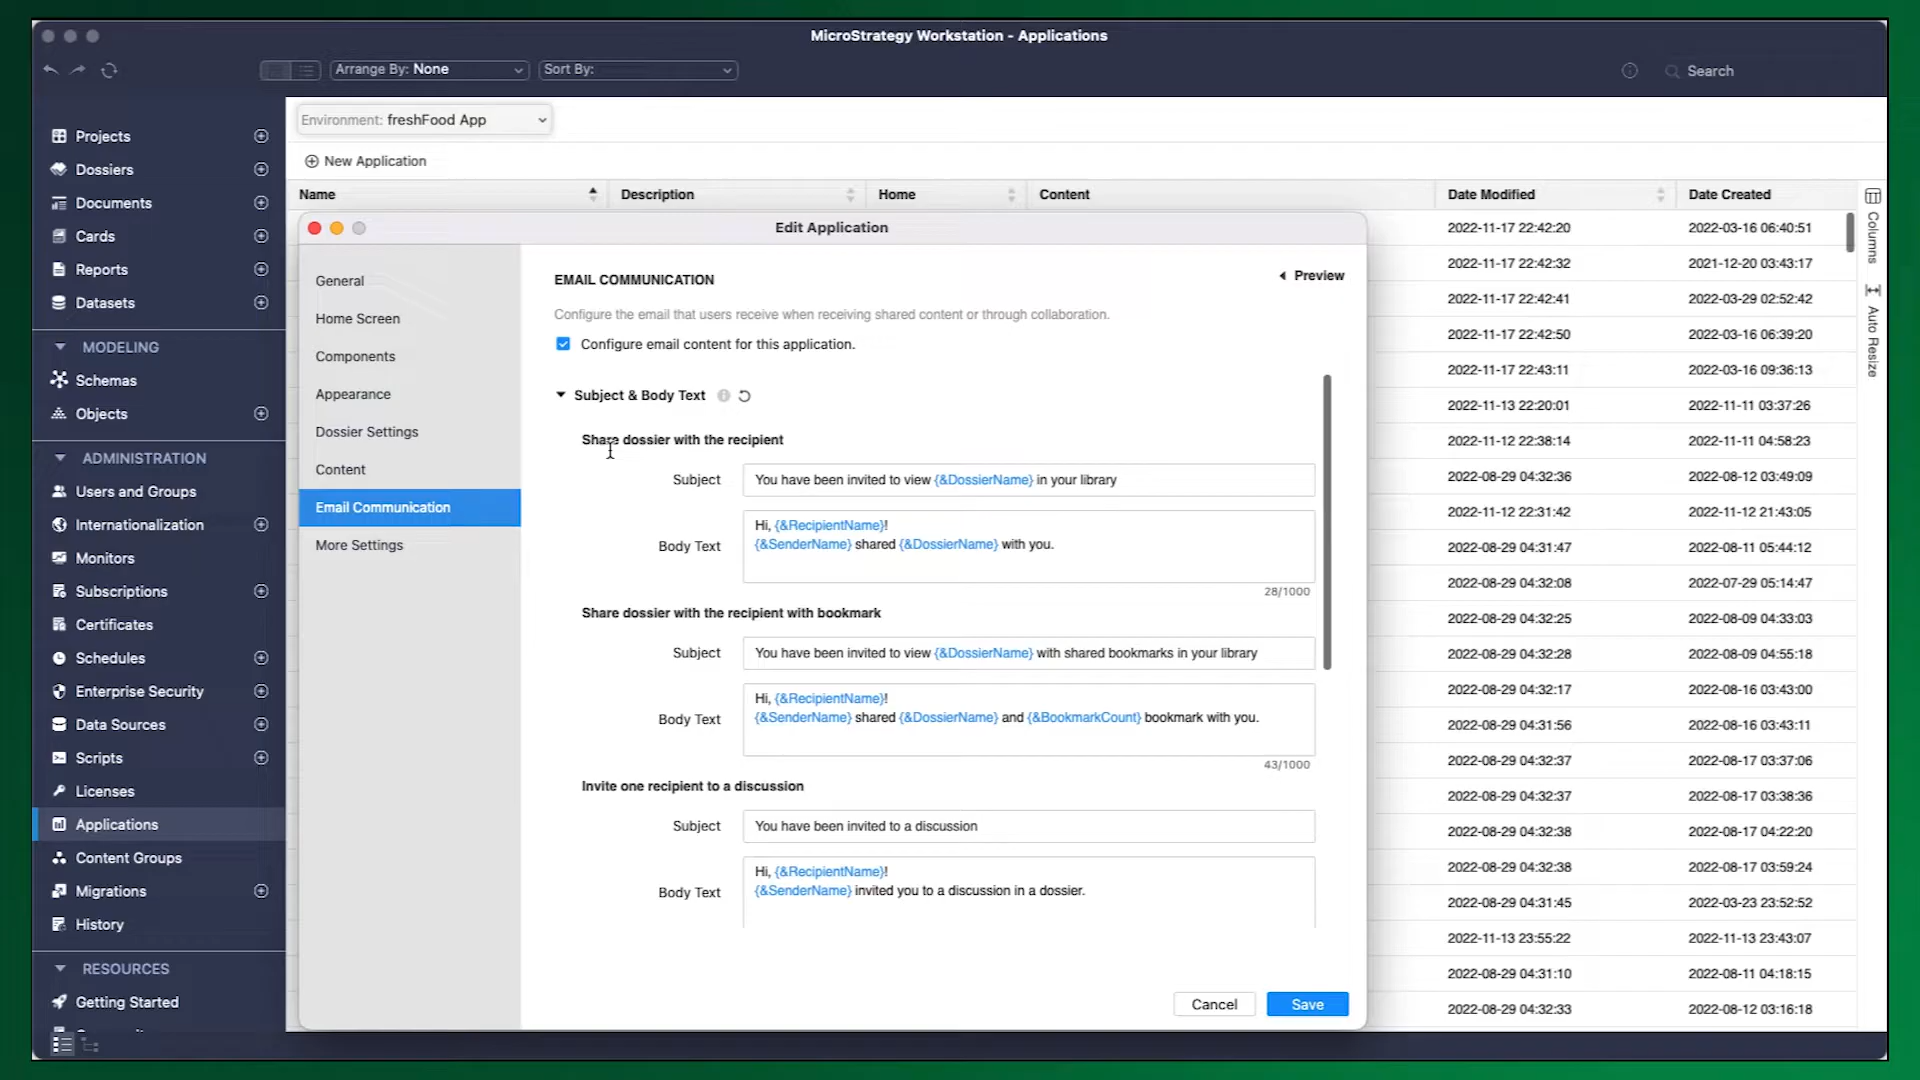 MicroStrategy Workstation - Applications
Arrange By: None
Sort By:
Search
Projects
Dossiers
Documents
Cards
Reports
Datasets
MODELING
Schemas
Objects
ADMINISTRATION
Users and Groups
Internationalization
Monitors
Subscriptions
Certificates
Schedules
Enterprise Security
Data Sources
Scripts
Licenses
Applications
Content Groups
Migrations
History
RESOURCES
Getting Started
Environment: freshFood App
New Application
Name Description Home Content Date Modified Date Created
Edit Application
General
Home Screen
Components
Appearance
Dossier Settings
Content
Email Communication
More Settings
EMAIL COMMUNICATION
Preview
Configure the email that users receive when receiving shared content or through collaboration.
Configure email content for this application.
Subject & Body Text
Share dossier with the recipient
Subject You have been invited to view {&DossierName} in your library
Body Text
Hi, {&RecipientName}!
{&SenderName} shared {&DossierName} with you.
28/1000
Share dossier with the recipient with bookmark
Subject You have been invited to view {&DossierName} with shared bookmarks in your library
Body Text
Hi, {&RecipientName}!
{&SenderName} shared {&DossierName} and {&BookmarkCount} bookmark with you.
43/1000
Invite one recipient to a discussion
Subject You have been invited to a discussion
Body Text
Hi, {&RecipientName}!
{&SenderName} invited you to a discussion in a dossier.
Cancel
Save
2022-11-17 22:42:20 2022-03-16 06:40:51
2022-11-17 22:42:32 2021-12-20 03:43:17
2022-11-17 22:42:41 2022-03-29 02:52:42
2022-11-17 22:42:50 2022-03-16 06:39:20
2022-11-17 22:43:11 2022-03-16 09:36:13
2022-11-13 22:20:01 2022-11-11 03:37:26
2022-11-12 22:38:14 2022-11-11 04:58:23
2022-08-29 04:32:36 2022-08-12 03:49:09
2022-11-12 22:31:42 2022-11-12 21:43:05
2022-08-29 04:31:47 2022-08-11 05:44:12
2022-08-29 04:32:08 2022-07-29 05:14:47
2022-08-29 04:32:25 2022-08-09 04:33:03
2022-08-29 04:32:28 2022-08-09 04:55:18
2022-08-29 04:32:17 2022-08-16 03:43:00
2022-08-29 04:31:56 2022-08-16 03:43:11
2022-08-29 04:32:37 2022-08-17 03:37:06
2022-08-29 04:32:37 2022-08-17 03:38:36
2022-08-29 04:32:38 2022-08-17 04:22:20
2022-08-29 04:32:38 2022-08-17 03:59:24
2022-08-29 04:31:45 2022-03-23 23:52:52
2022-11-13 23:55:22 2022-11-13 23:43:07
2022-08-29 04:31:10 2022-08-11 04:18:15
2022-08-29 04:32:33 2022-08-12 03:16:18
Columns
Auto Resize